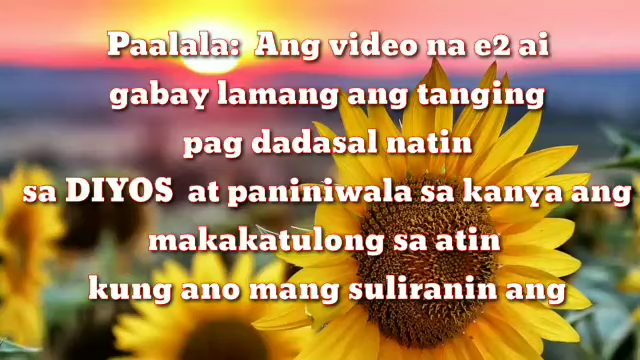 Paalala: Ang video na e2 ai
gabay lamang ang tanging
pag dadasal natin
sa DIYOS at paniniwala sa kanya ang
makakatulong sa atin
kung ano mang suliranin ang